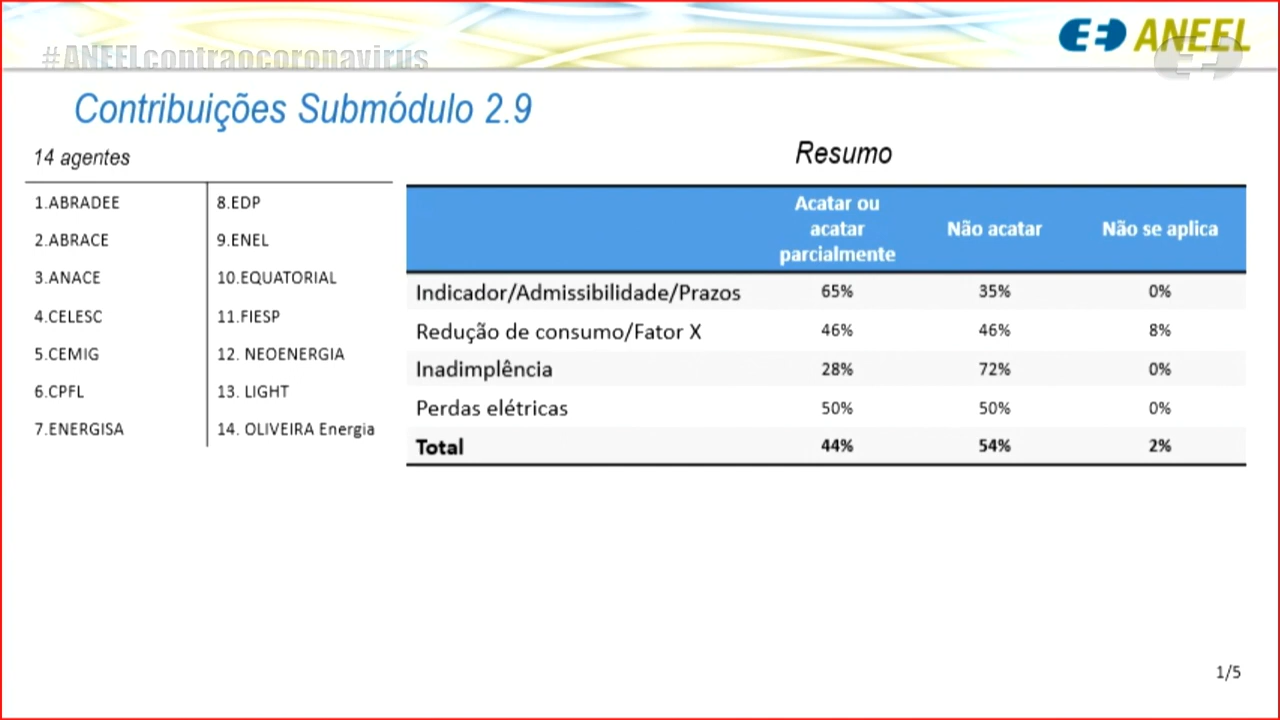 #ANEELcontraocoronavirus
ANEEL
Contribuições Submódulo 2.9
14 agentes
1.ABRADEE
2.ABRACE
3.ANACE
4.CELESC
5.CEMIG
6.CPFL
7.ENERGISA
8.EDP
9.ENEL
10.EQUATORIAL
11.FIESP
12. NEOENERGIA
13. LIGHT
14. OLIVEIRA Energia
Resumo
Acatar ou acatar parcialmente Não acatar Não se aplica
Indicador/Admissibilidade/Prazos 65% 35% 0%
Redução de consumo/Fator X 46% 46% 8%
Inadimplência 28% 72% 0%
Perdas elétricas 50% 50% 0%
Total 44% 54% 2%
1/5